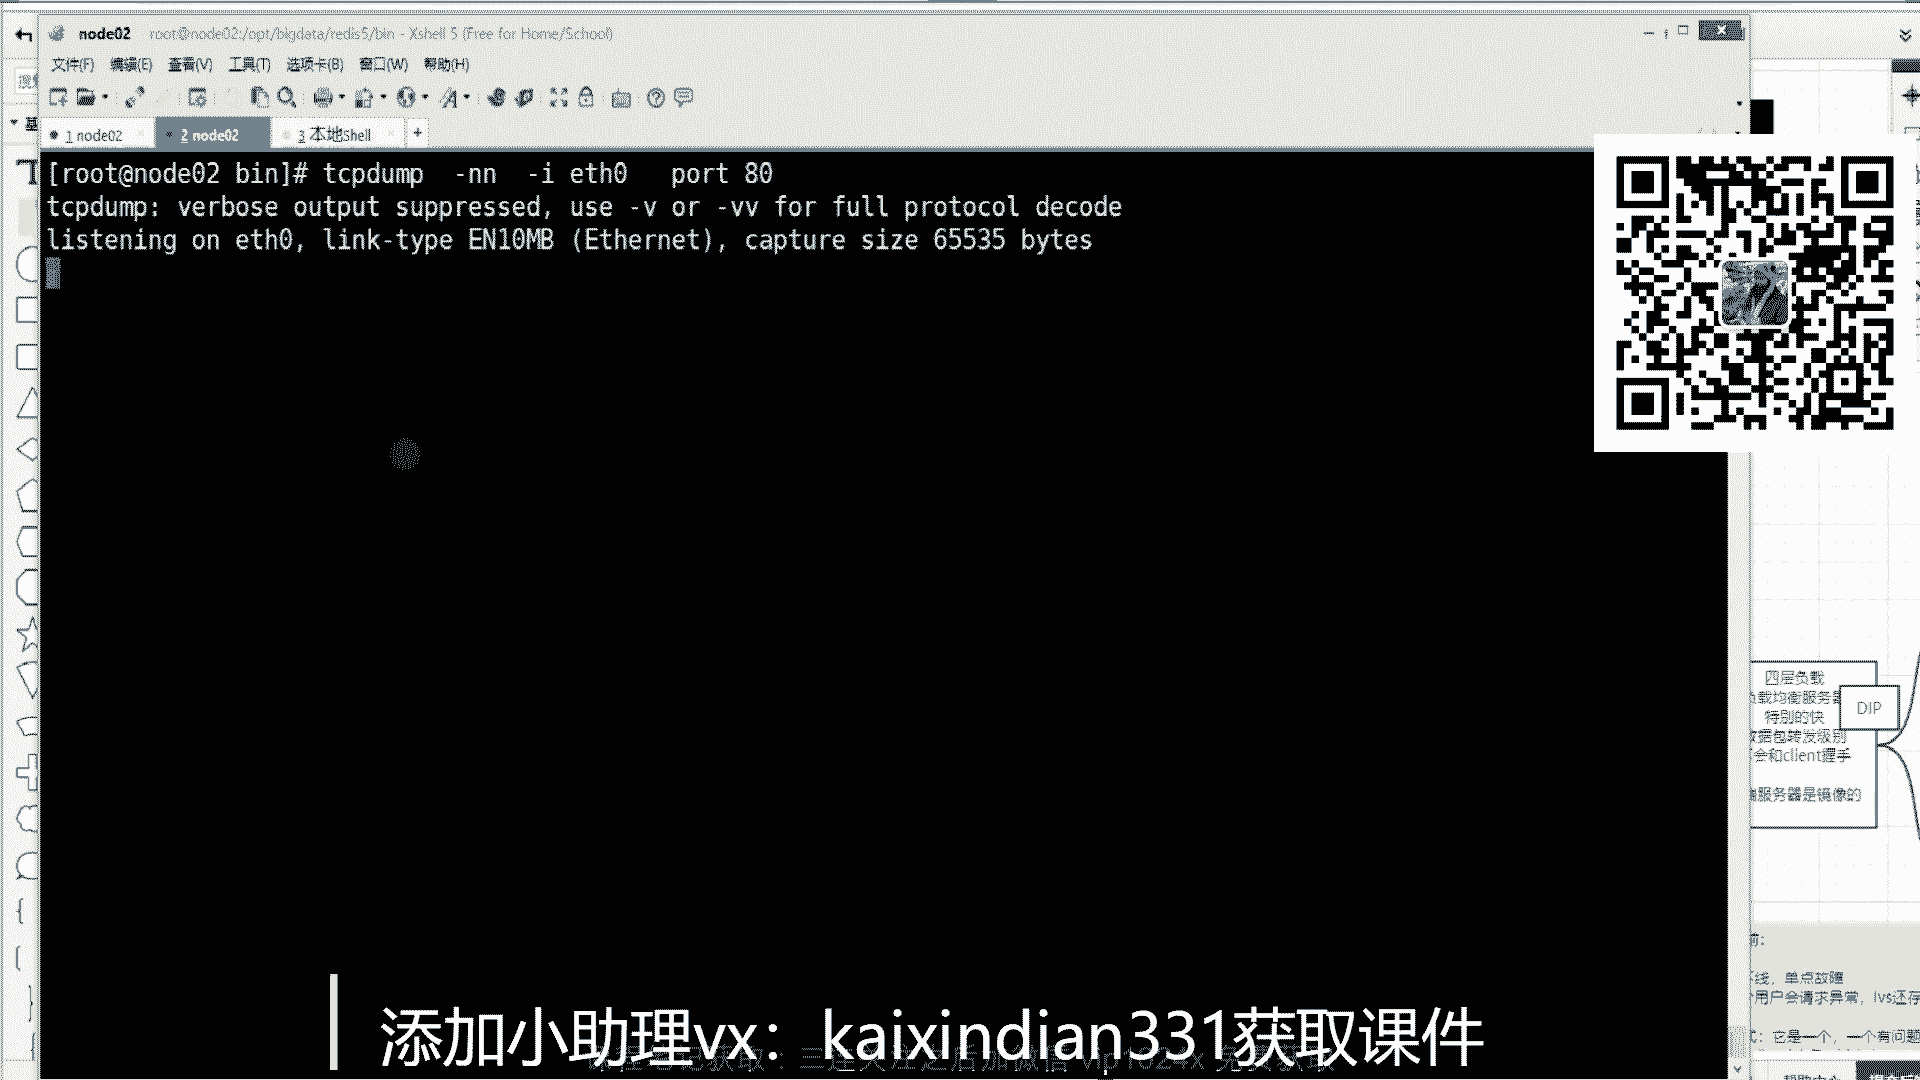 node02 root@node02:/opt/bigdata/redis5/bin - Xshell 5 (Free for Home/School)
文件(F) 编辑(E) 查看(V) 工具(T) 选项卡(B) 窗口(W) 帮助(H)
1 node02 2 node02 3 本地Shell +
[root@node02 bin]# tcpdump -nn -i eth0 port 80
tcpdump: verbose output suppressed, use -v or -vv for full protocol decode
listening on eth0, link-type EN10MB (Ethernet), capture size 65535 bytes
四层负载
负载均衡服务器
DIP
特别的快
数据包转发级别
会和client握手
服务器是镜像的
前:
线，单点故障
用户会请求异常，lvs还存
它是一个，一个有问题
添加小助理vx：kaixindian331获取课件